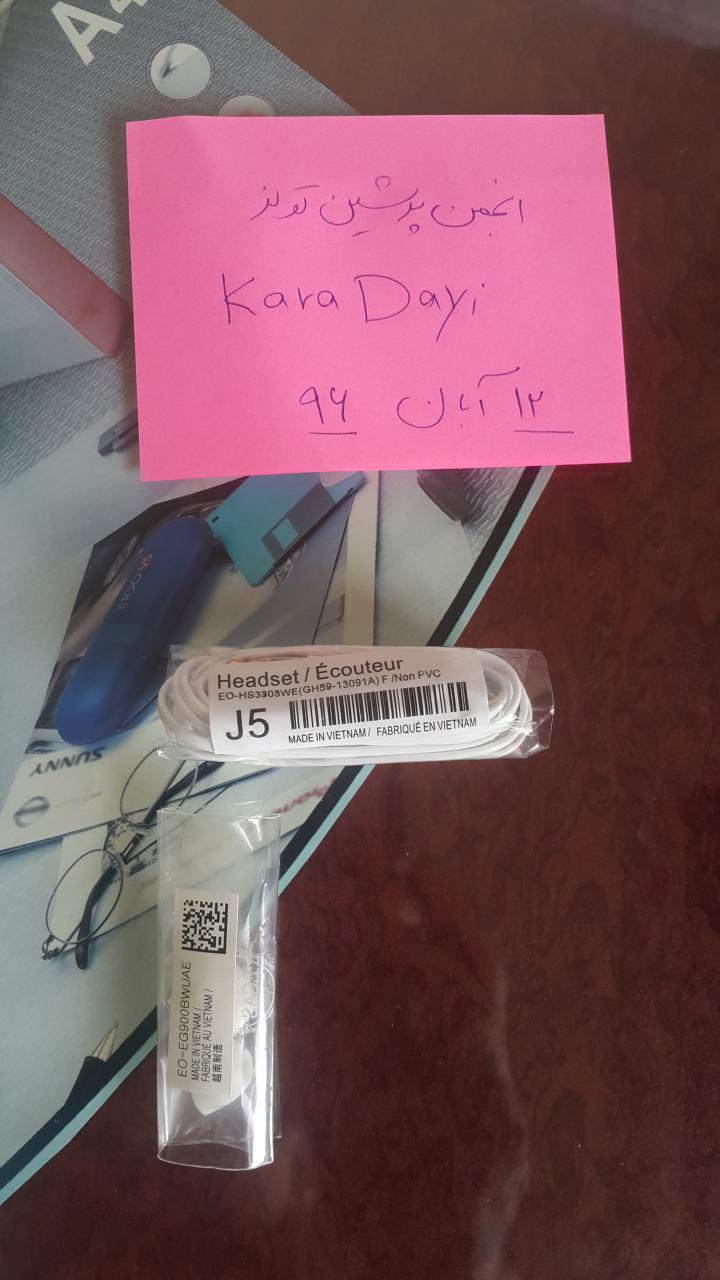 A4
انجمن پرشین تولز
Kara Dayi
۱۲ آبان ۹۶
Headset / Écouteur
EO-HS3303WE(GH59-13091A) F /Non PVC
J5
MADE IN VIETNAM / FABRIQUÉ EN VIETNAM
SUNNY
EO-EG900BWUAE
MADE IN VIETNAM /
FABRIQUÉ AU VIETNAM /
越南制造